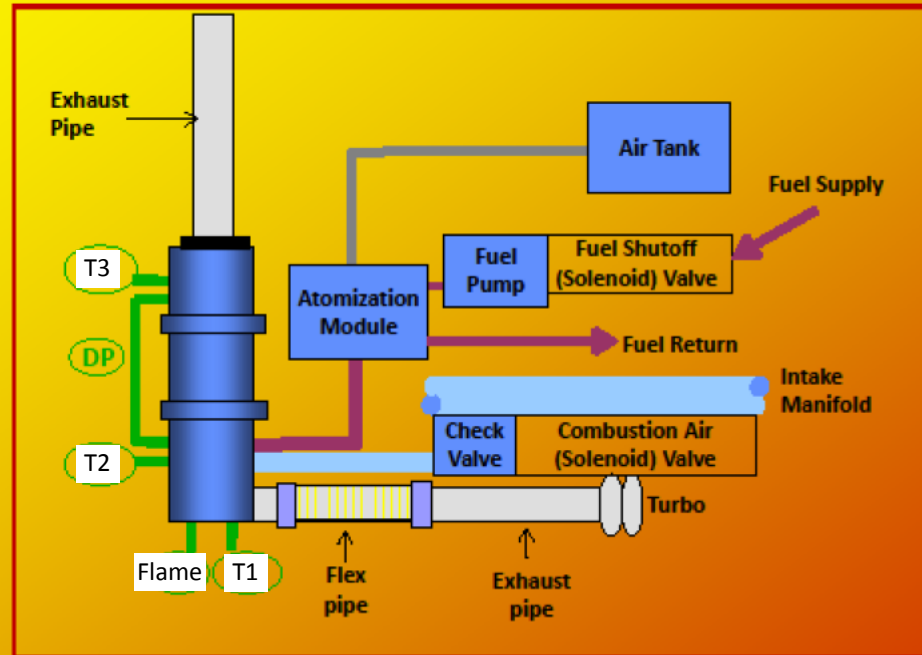 Exhaust
Pipe
Air Tank
Fuel Supply
T3
Fuel
Pump
Fuel Shutoff
(Solenoid) Valve
Atomization
Module
DP
Fuel Return
Intake
Manifold
Check
Valve
Combustion Air
(Solenoid) Valve
T2
Turbo
Flame
T1
Flex
pipe
Exhaust
pipe